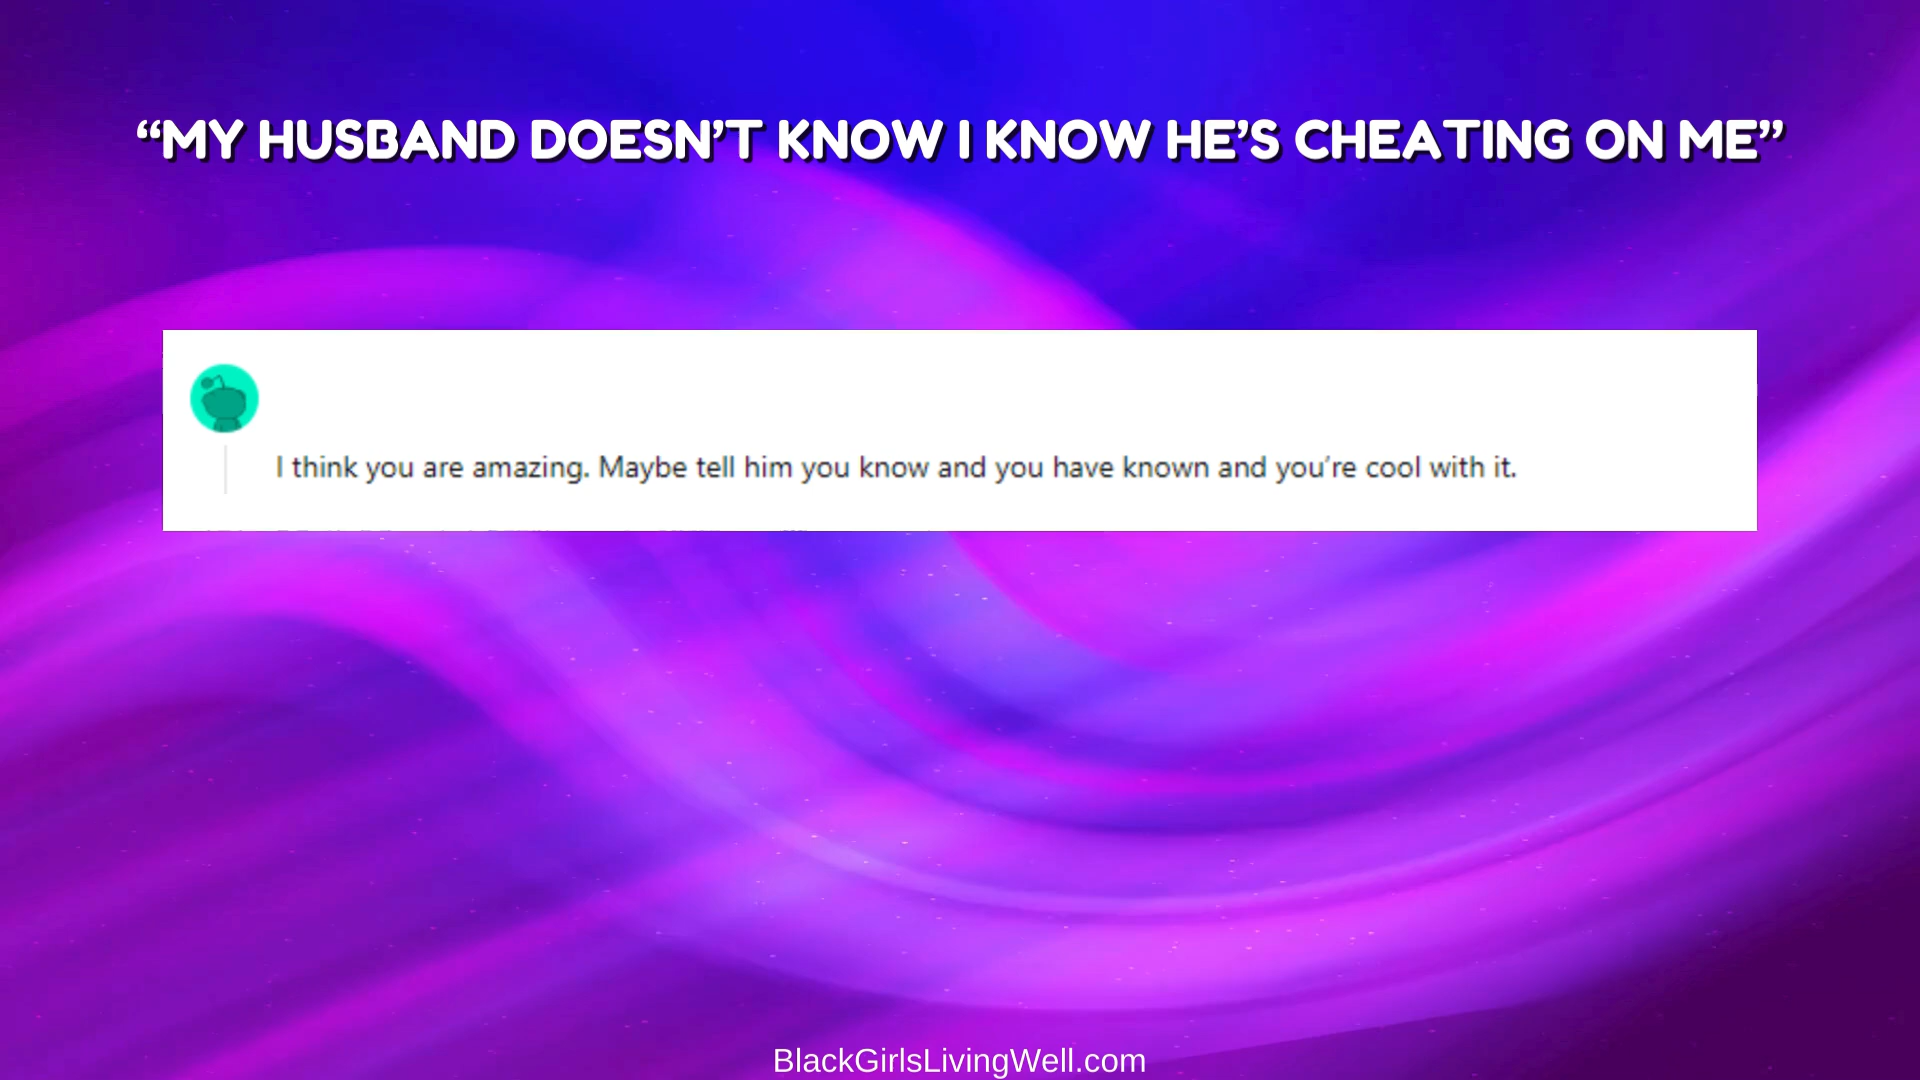 “MY HUSBAND DOESN’T KNOW I KNOW HE’S CHEATING ON ME”
I think you are amazing. Maybe tell him you know and you have known and you’re cool with it.
BlackGirlsLivingWell.com